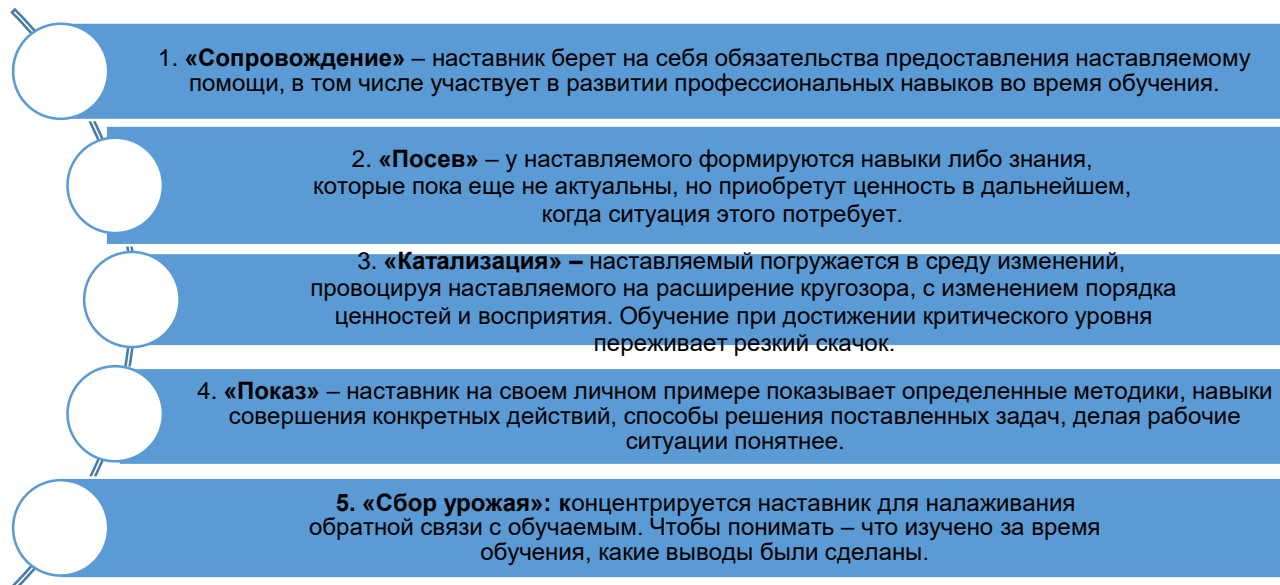 1. «Сопровождение» – наставник берет на себя обязательства предоставления наставляемому
помощи, в том числе участвует в развитии профессиональных навыков во время обучения.
2. «Посев» – у наставляемого формируются навыки либо знания,
которые пока еще не актуальны, но приобретут ценность в дальнейшем,
когда ситуация этого потребует.
3. «Катализация» – наставляемый погружается в среду изменений,
провоцируя наставляемого на расширение кругозора, с изменением порядка
ценностей и восприятия. Обучение при достижении критического уровня
переживает резкий скачок.
4. «Показ» – наставник на своем личном примере показывает определенные методики, навыки
совершения конкретных действий, способы решения поставленных задач, делая рабочие
ситуации понятнее.
5. «Сбор урожая»: концентрируется наставник для налаживания
обратной связи с обучаемым. Чтобы понимать – что изучено за время
обучения, какие выводы были сделаны.